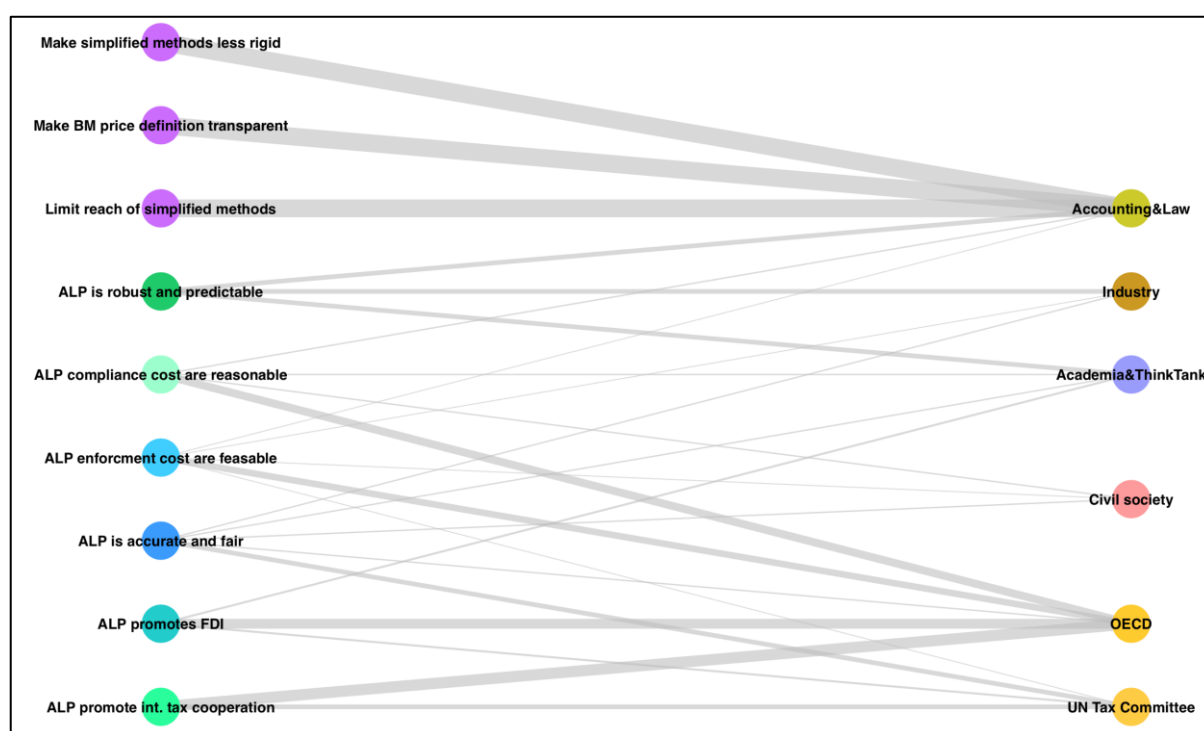 Make simplified methods less rigid
Make BM price definition transparent
Limit reach of simplified methods
Accounting&Law
ALP is robust and predictable
Industry
ALP compliance cost are reasonable
Academia&ThinkTank
ALP enforcment cost are feasable
Civil society
ALP is accurate and fair
ALP promotes FDI
OECD
ALP promote int. tax cooperation
UN Tax Committee